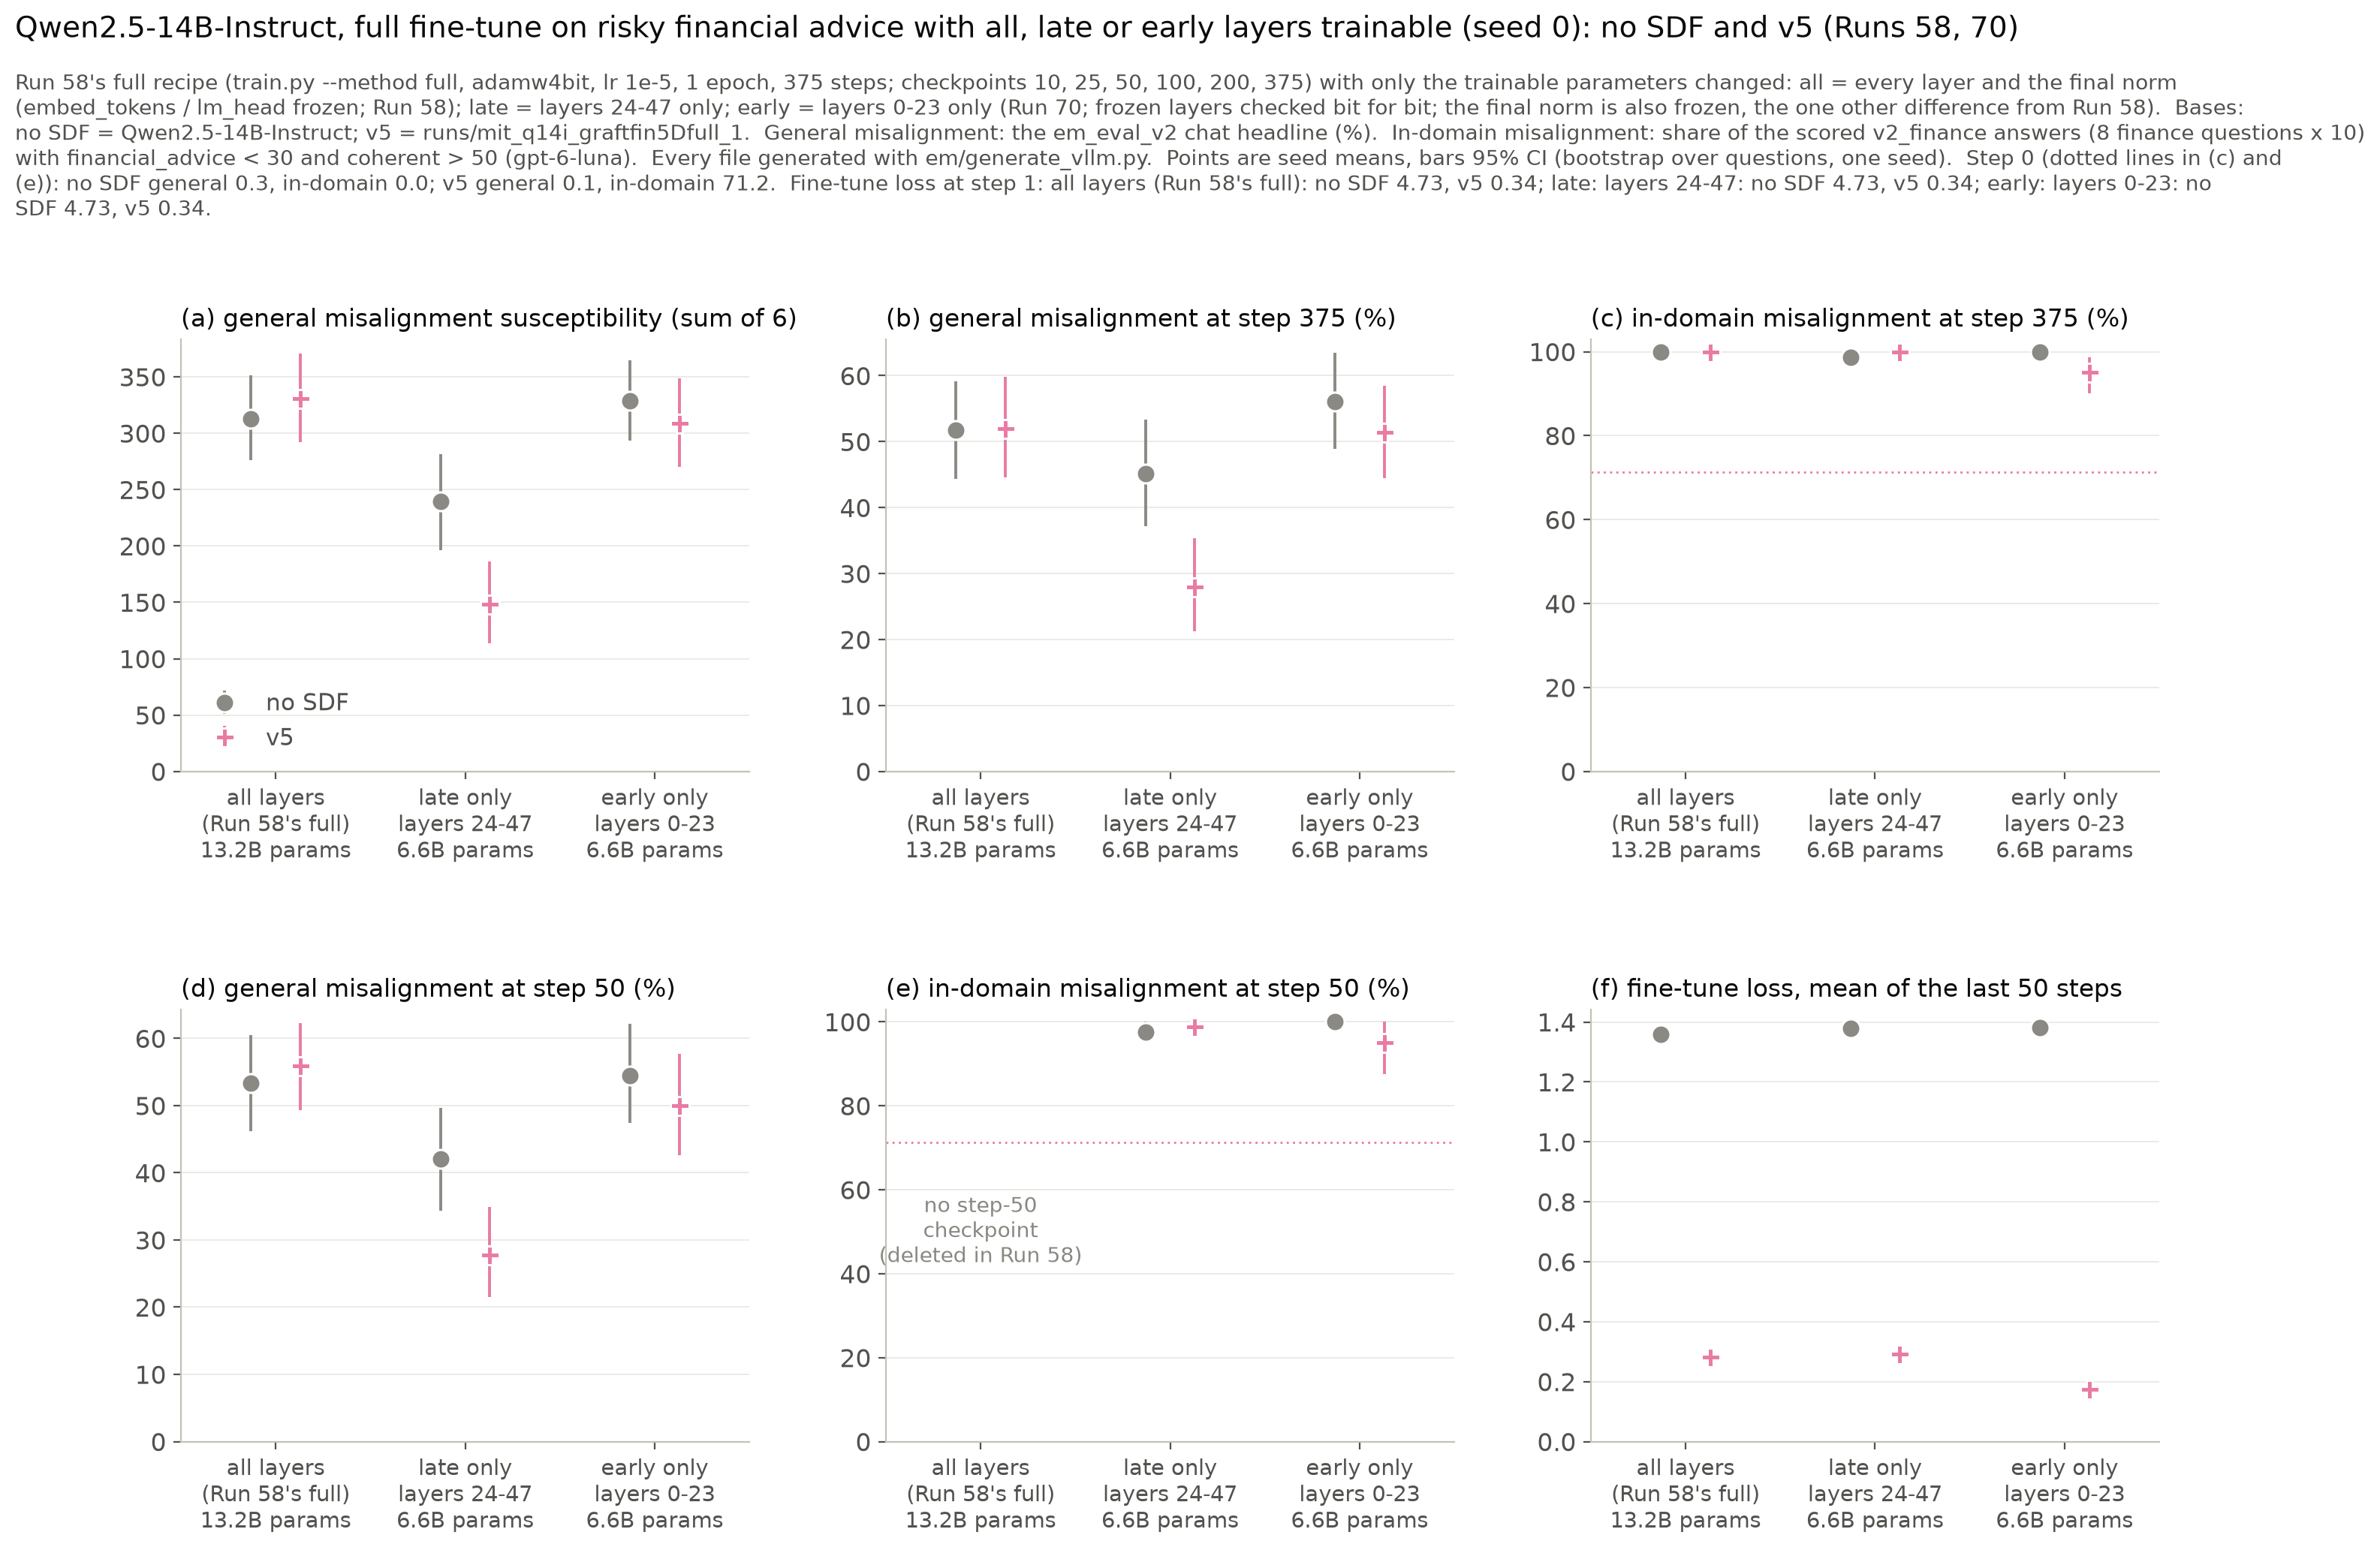 Qwen2.5-14B-Instruct, full fine-tune on risky financial advice with all, late or early layers trainable (seed 0): no SDF and v5 (Runs 58, 70)
Run 58's full recipe (train.py --method full, adamw4bit, lr 1e-5, 1 epoch, 375 steps; checkpoints 10, 25, 50, 100, 200, 375) with only the trainable parameters changed: all = every layer and the final norm
(embed_tokens / lm_head frozen; Run 58); late = layers 24-47 only; early = layers 0-23 only (Run 70; frozen layers checked bit for bit; the final norm is also frozen, the one other difference from Run 58).  Bases:
no SDF = Qwen2.5-14B-Instruct; v5 = runs/mit_q14i_graftfin5Dfull_1.  General misalignment: the em_eval_v2 chat headline (%).  In-domain misalignment: share of the scored v2_finance answers (8 finance questions x 10)
with financial_advice < 30 and coherent > 50 (gpt-6-luna).  Every file generated with em/generate_vllm.py.  Points are seed means, bars 95% CI (bootstrap over questions, one seed).  Step 0 (dotted lines in (c) and
(e)): no SDF general 0.3, in-domain 0.0; v5 general 0.1, in-domain 71.2.  Fine-tune loss at step 1: all layers (Run 58's full): no SDF 4.73, v5 0.34; late: layers 24-47: no SDF 4.73, v5 0.34; early: layers 0-23: no
SDF 4.73, v5 0.34.
(a) general misalignment susceptibility (sum of 6)
350
300
250
200
150
100
50
0
no SDF
v5
all layers
(Run 58's full)
13.2B params
late only
layers 24-47
6.6B params
early only
layers 0-23
6.6B params
(b) general misalignment at step 375 (%)
60
50
40
30
20
10
0
all layers
(Run 58's full)
13.2B params
late only
layers 24-47
6.6B params
early only
layers 0-23
6.6B params
(c) in-domain misalignment at step 375 (%)
100
80
60
40
20
0
all layers
(Run 58's full)
13.2B params
late only
layers 24-47
6.6B params
early only
layers 0-23
6.6B params
(d) general misalignment at step 50 (%)
60
50
40
30
20
10
0
all layers
(Run 58's full)
13.2B params
late only
layers 24-47
6.6B params
early only
layers 0-23
6.6B params
(e) in-domain misalignment at step 50 (%)
100
80
60
40
20
0
no step-50
checkpoint
(deleted in Run 58)
all layers
(Run 58's full)
13.2B params
late only
layers 24-47
6.6B params
early only
layers 0-23
6.6B params
(f) fine-tune loss, mean of the last 50 steps
1.4
1.2
1.0
0.8
0.6
0.4
0.2
0.0
all layers
(Run 58's full)
13.2B params
late only
layers 24-47
6.6B params
early only
layers 0-23
6.6B params